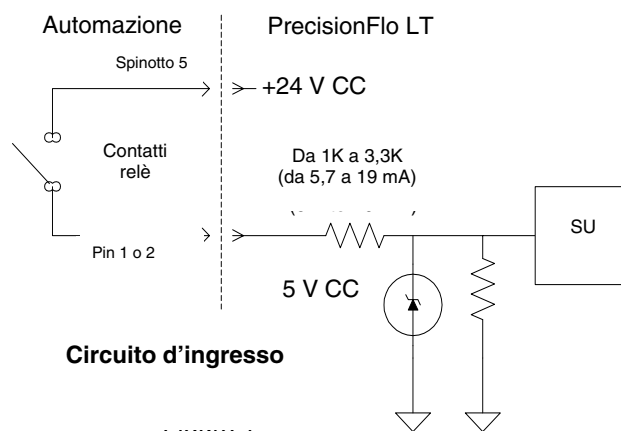 Automazione
PrecisionFlo LT
Spinotto 5
+24 V CC
Contatti
relè
Da 1K a 3,3K
(da 5,7 a 19 mA)
SU
Pin 1 o 2
5 V CC
Circuito d'ingresso